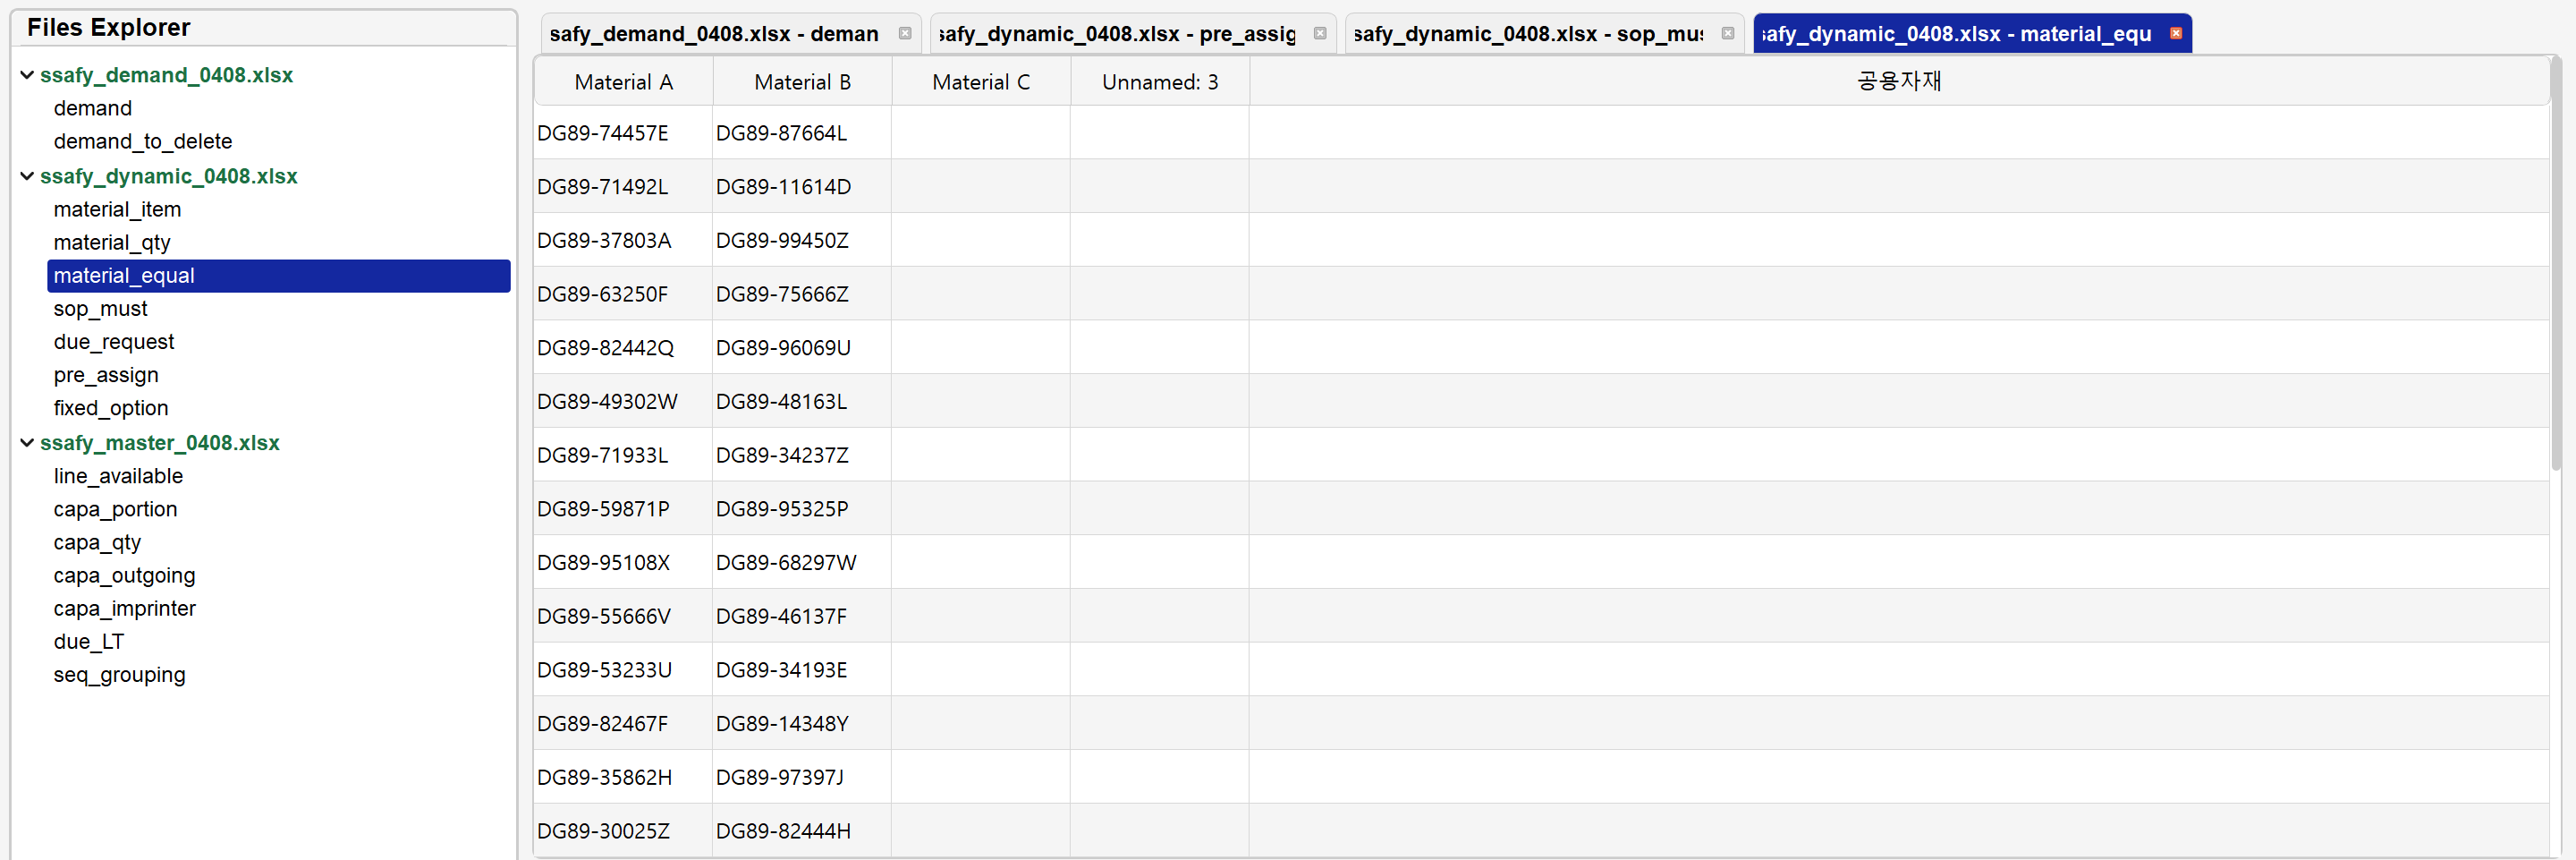 Files Explorer
ssafy_demand_0408.xlsx
demand
demand_to_delete
ssafy_dynamic_0408.xlsx
material_item
material_qty
material_equal
sop_must
due_request
pre_assign
fixed_option
ssafy_master_0408.xlsx
line_available
capa_portion
capa_qty
capa_outgoing
capa_imprinter
due_LT
seq_grouping
ssafy_demand_0408.xlsx - deman safy_dynamic_0408.xlsx - pre_assig safy_dynamic_0408.xlsx - sop_mus safy_dynamic_0408.xlsx - material_equ
Material A Material B Material C Unnamed: 3 공용자재
DG89-74457E DG89-87664L
DG89-71492L DG89-11614D
DG89-37803A DG89-99450Z
DG89-63250F DG89-75666Z
DG89-82442Q DG89-96069U
DG89-49302W DG89-48163L
DG89-71933L DG89-34237Z
DG89-59871P DG89-95325P
DG89-95108X DG89-68297W
DG89-55666V DG89-46137F
DG89-53233U DG89-34193E
DG89-82467F DG89-14348Y
DG89-35862H DG89-97397J
DG89-30025Z DG89-82444H